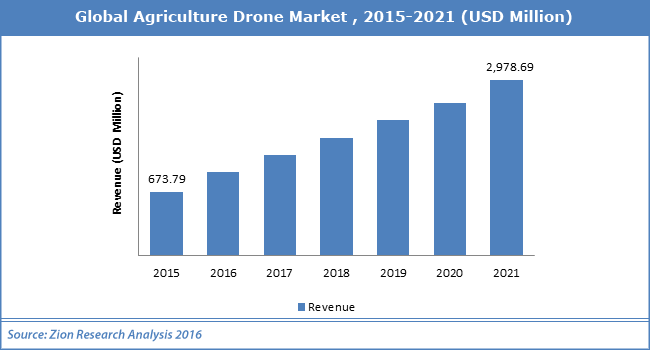 Global Agriculture Drone Market , 2015-2021 (USD Million)
2,978.69
673.79
Revenue (USD Million)
2015 2016 2017 2018 2019 2020 2021
Revenue
Source: Zion Research Analysis 2016